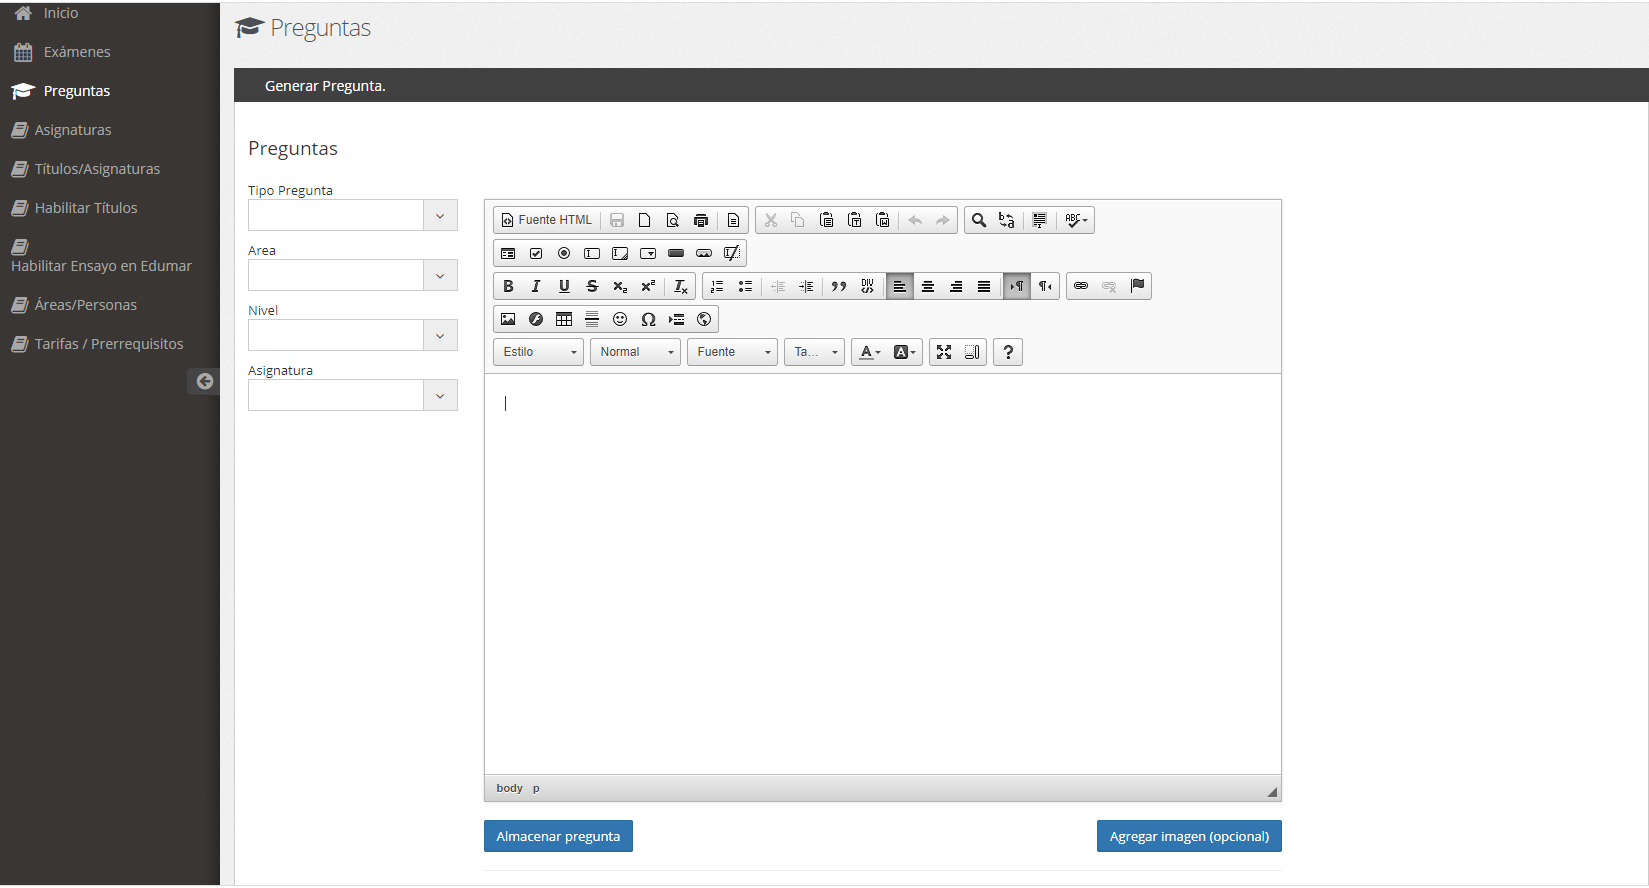 Inicio
Exámenes
Preguntas
Asignaturas
Títulos/Asignaturas
Habilitar Títulos
Habilitar Ensayo en Edumar
Áreas/Personas
Tarifas / Prerrequisitos
Preguntas
Generar Pregunta.
Preguntas
Tipo Pregunta
Area
Nivel
Asignatura
Fuente HTML
Estilo Normal Fuente Ta...
body p
Almacenar pregunta Agregar imagen (opcional)